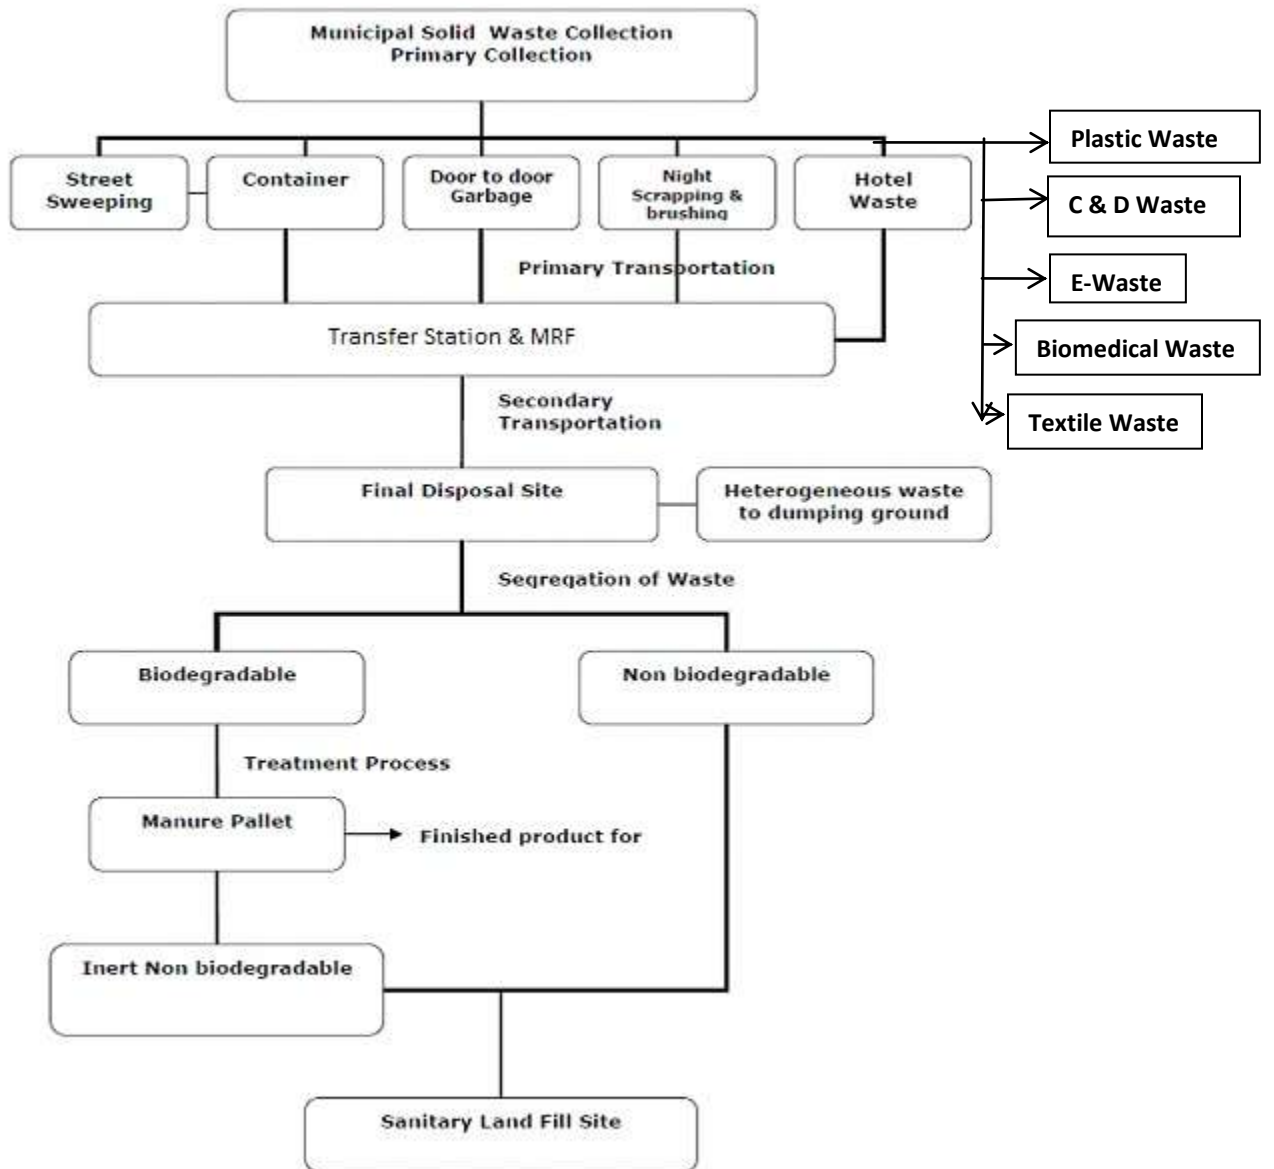 Municipal Solid Waste Collection
Primary Collection
Street
Sweeping
Container
Door to door
Garbage
Night
Scrapping &
brushing
Hotel
Waste
Plastic Waste
C & D Waste
E-Waste
Biomedical Waste
Textile Waste
Primary Transportation
Transfer Station & MRF
Secondary
Transportation
Final Disposal Site
Heterogeneous waste
to dumping ground
Segregation of Waste
Biodegradable
Non biodegradable
Treatment Process
Manure Pallet
Finished product for
Inert Non biodegradable
Sanitary Land Fill Site